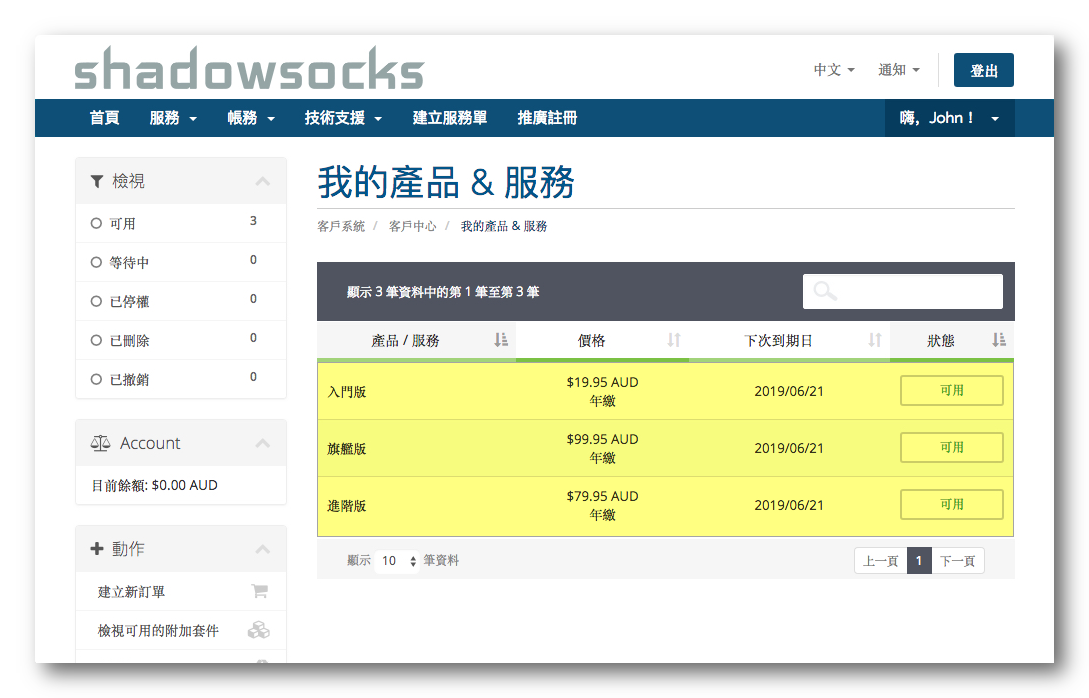 shadowsocks
中文 通知 登出
首頁 服務 帳務 技術支援 建立服務單 推廣註冊 嗨, John！
檢視
可用 3
等待中 0
已停權 0
已刪除 0
已撤銷 0
Account
目前餘額: $0.00 AUD
動作
建立新訂單
檢視可用的附加套件
我的產品 & 服務
客戶系統 / 客戶中心 / 我的產品 & 服務
顯示 3 筆資料中的第 1 筆至第 3 筆
產品 / 服務 價格 下次到期日 狀態
入門版 $19.95 AUD 2019/06/21 可用
年繳
旗艦版 $99.95 AUD 2019/06/21 可用
年繳
進階版 $79.95 AUD 2019/06/21 可用
年繳
顯示 10 筆資料 上一頁 1 下一頁